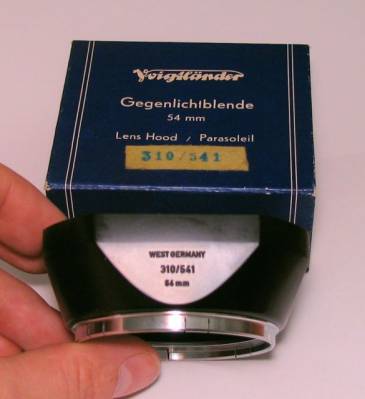 Voigtländer
Gegenlichtblende
54 mm
Lens Hood / Parasoleil
310/541
WEST GERMANY
310/541
54 mm